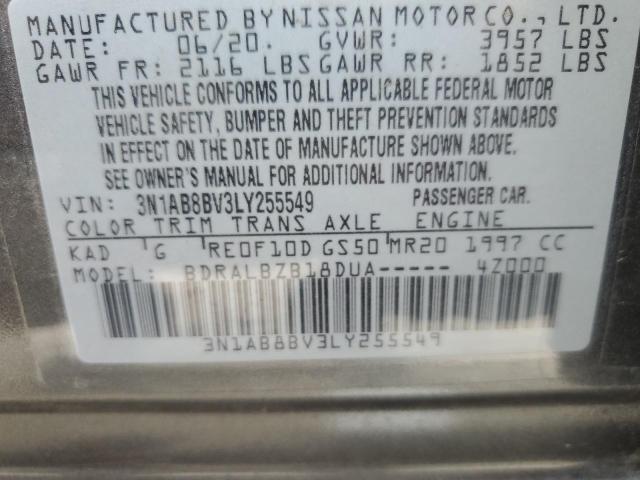 MANUFACTURED BY NISSAN MOTOR CO., LTD.
DATE: 06/20. GVWR: 3957 LBS
GAWR FR: 2116 LBS GAWR RR: 1852 LBS
THIS VEHICLE CONFORMS TO ALL APPLICABLE FEDERAL MOTOR
VEHICLE SAFETY, BUMPER AND THEFT PREVENTION STANDARDS
IN EFFECT ON THE DATE OF MANUFACTURE SHOWN ABOVE.
SEE OWNER'S MANUAL FOR ADDITIONAL INFORMATION.
VIN: 3N1AB8BV3LY255549 PASSENGER CAR.
COLOR TRIM TRANS AXLE ENGINE
KAD G RE0F10D GS50 MR20 1997 CC
MODEL: BDRALBZB18DUA----- 4Z000
3N1AB8BV3LY255549